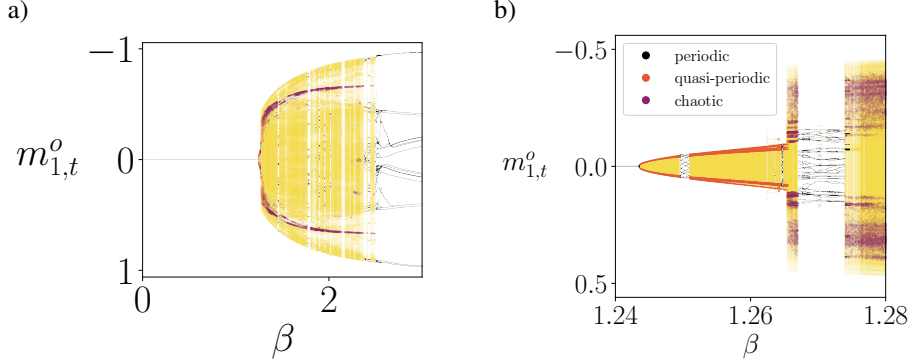 a)
−1
0
1
m^o_{1,t}
0
2
β
b)
−0.5
0.0
0.5
m^o_{1,t}
periodic
quasi-periodic
chaotic
1.24
1.26
1.28
β